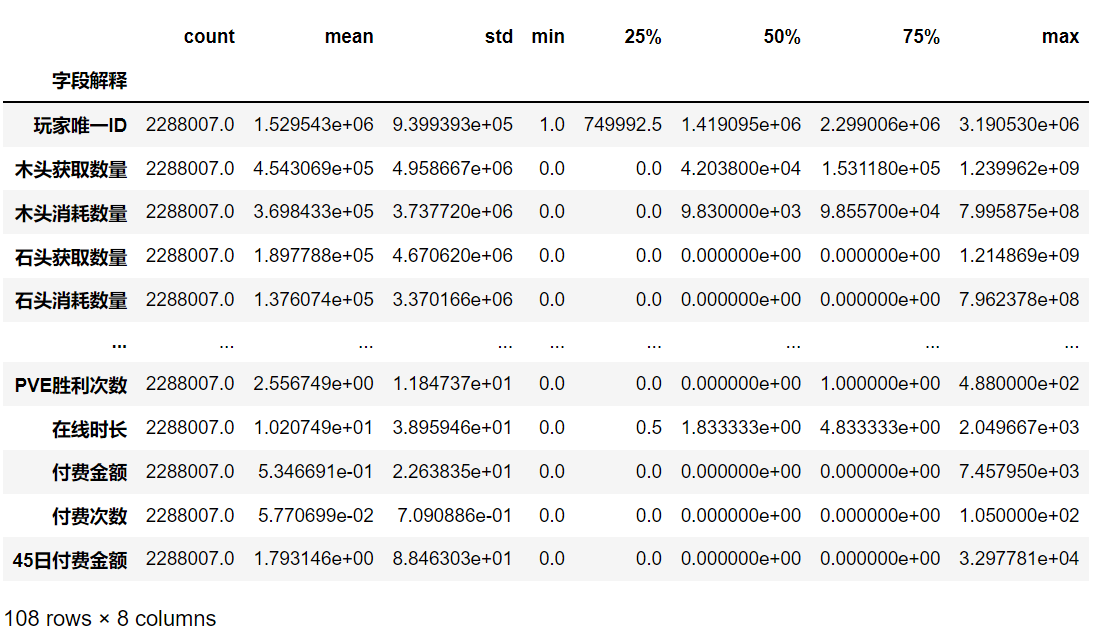 count mean std min 25% 50% 75% max
字段解释
玩家唯一ID 2288007.0 1.529543e+06 9.399393e+05 1.0 749992.5 1.419095e+06 2.299006e+06 3.190530e+06
木头获取数量 2288007.0 4.543069e+05 4.958667e+06 0.0 0.0 4.203800e+04 1.531180e+05 1.239962e+09
木头消耗数量 2288007.0 3.698433e+05 3.737720e+06 0.0 0.0 9.830000e+03 9.855700e+04 7.995875e+08
石头获取数量 2288007.0 1.897788e+05 4.670620e+06 0.0 0.0 0.000000e+00 0.000000e+00 1.214869e+09
石头消耗数量 2288007.0 1.376074e+05 3.370166e+06 0.0 0.0 0.000000e+00 0.000000e+00 7.962378e+08
... ... ... ... ... ... ... ... ...
PVE胜利次数 2288007.0 2.556749e+00 1.184737e+01 0.0 0.0 0.000000e+00 1.000000e+00 4.880000e+02
在线时长 2288007.0 1.020749e+01 3.895946e+01 0.0 0.5 1.833333e+00 4.833333e+00 2.049667e+03
付费金额 2288007.0 5.346691e-01 2.263835e+01 0.0 0.0 0.000000e+00 0.000000e+00 7.457950e+03
付费次数 2288007.0 5.770699e-02 7.090886e-01 0.0 0.0 0.000000e+00 0.000000e+00 1.050000e+02
45日付费金额 2288007.0 1.793146e+00 8.846303e+01 0.0 0.0 0.000000e+00 0.000000e+00 3.297781e+04
108 rows × 8 columns